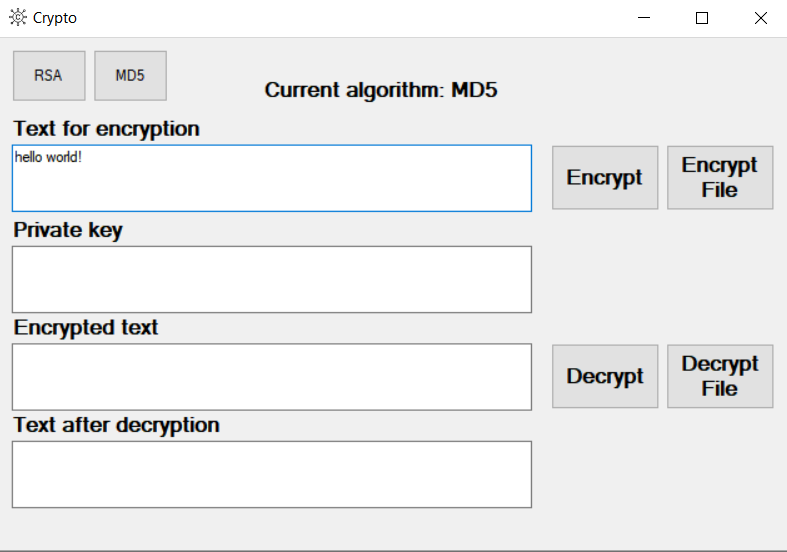 Crypto
RSA
MD5
Current algorithm: MD5
Text for encryption
hello world!
Encrypt
Encrypt
File
Private key
Encrypted text
Decrypt
Decrypt
File
Text after decryption